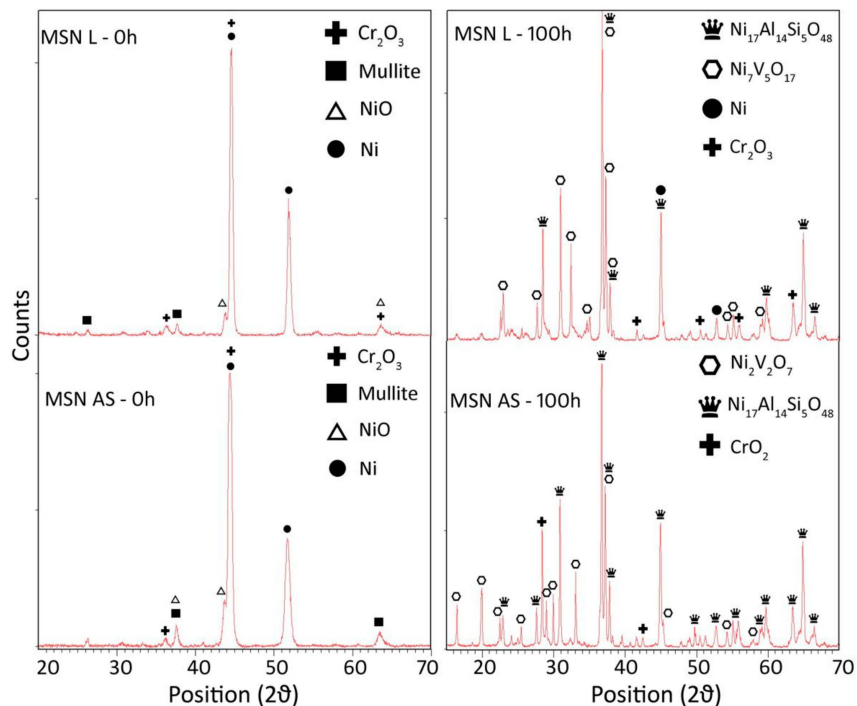 MSN L - 0h
Cr₂O₃
Mullite
NiO
Ni
MSN L - 100h
Ni₁₇Al₁₄Si₅O₄₈
Ni₇V₅O₁₇
Ni
Cr₂O₃
Counts
MSN AS - 0h
Cr₂O₃
Mullite
NiO
Ni
MSN AS - 100h
Ni₂V₂O₇
Ni₁₇Al₁₄Si₅O₄₈
CrO₂
20 30 40 50 60 70
Position (2ϑ)
20 30 40 50 60 70
Position (2ϑ)